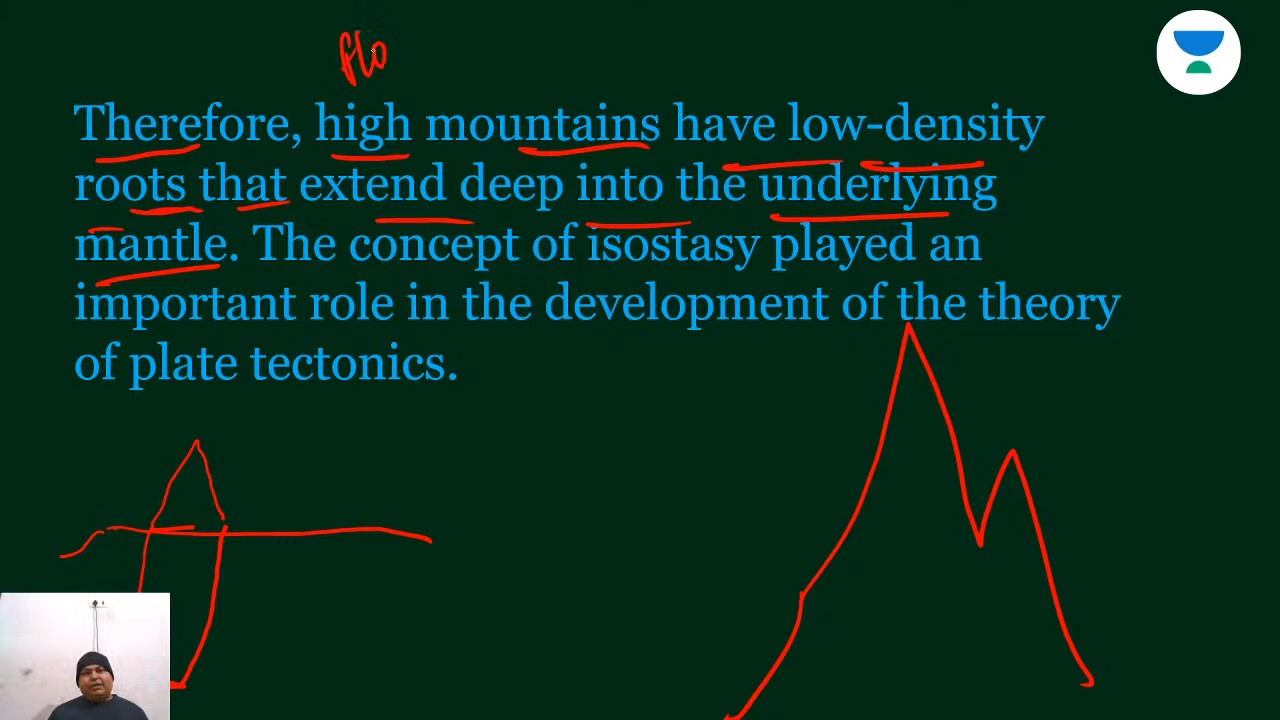 flo
Therefore, high mountains have low-density
roots that extend deep into the underlying
mantle. The concept of isostasy played an
important role in the development of the theory
of plate tectonics.